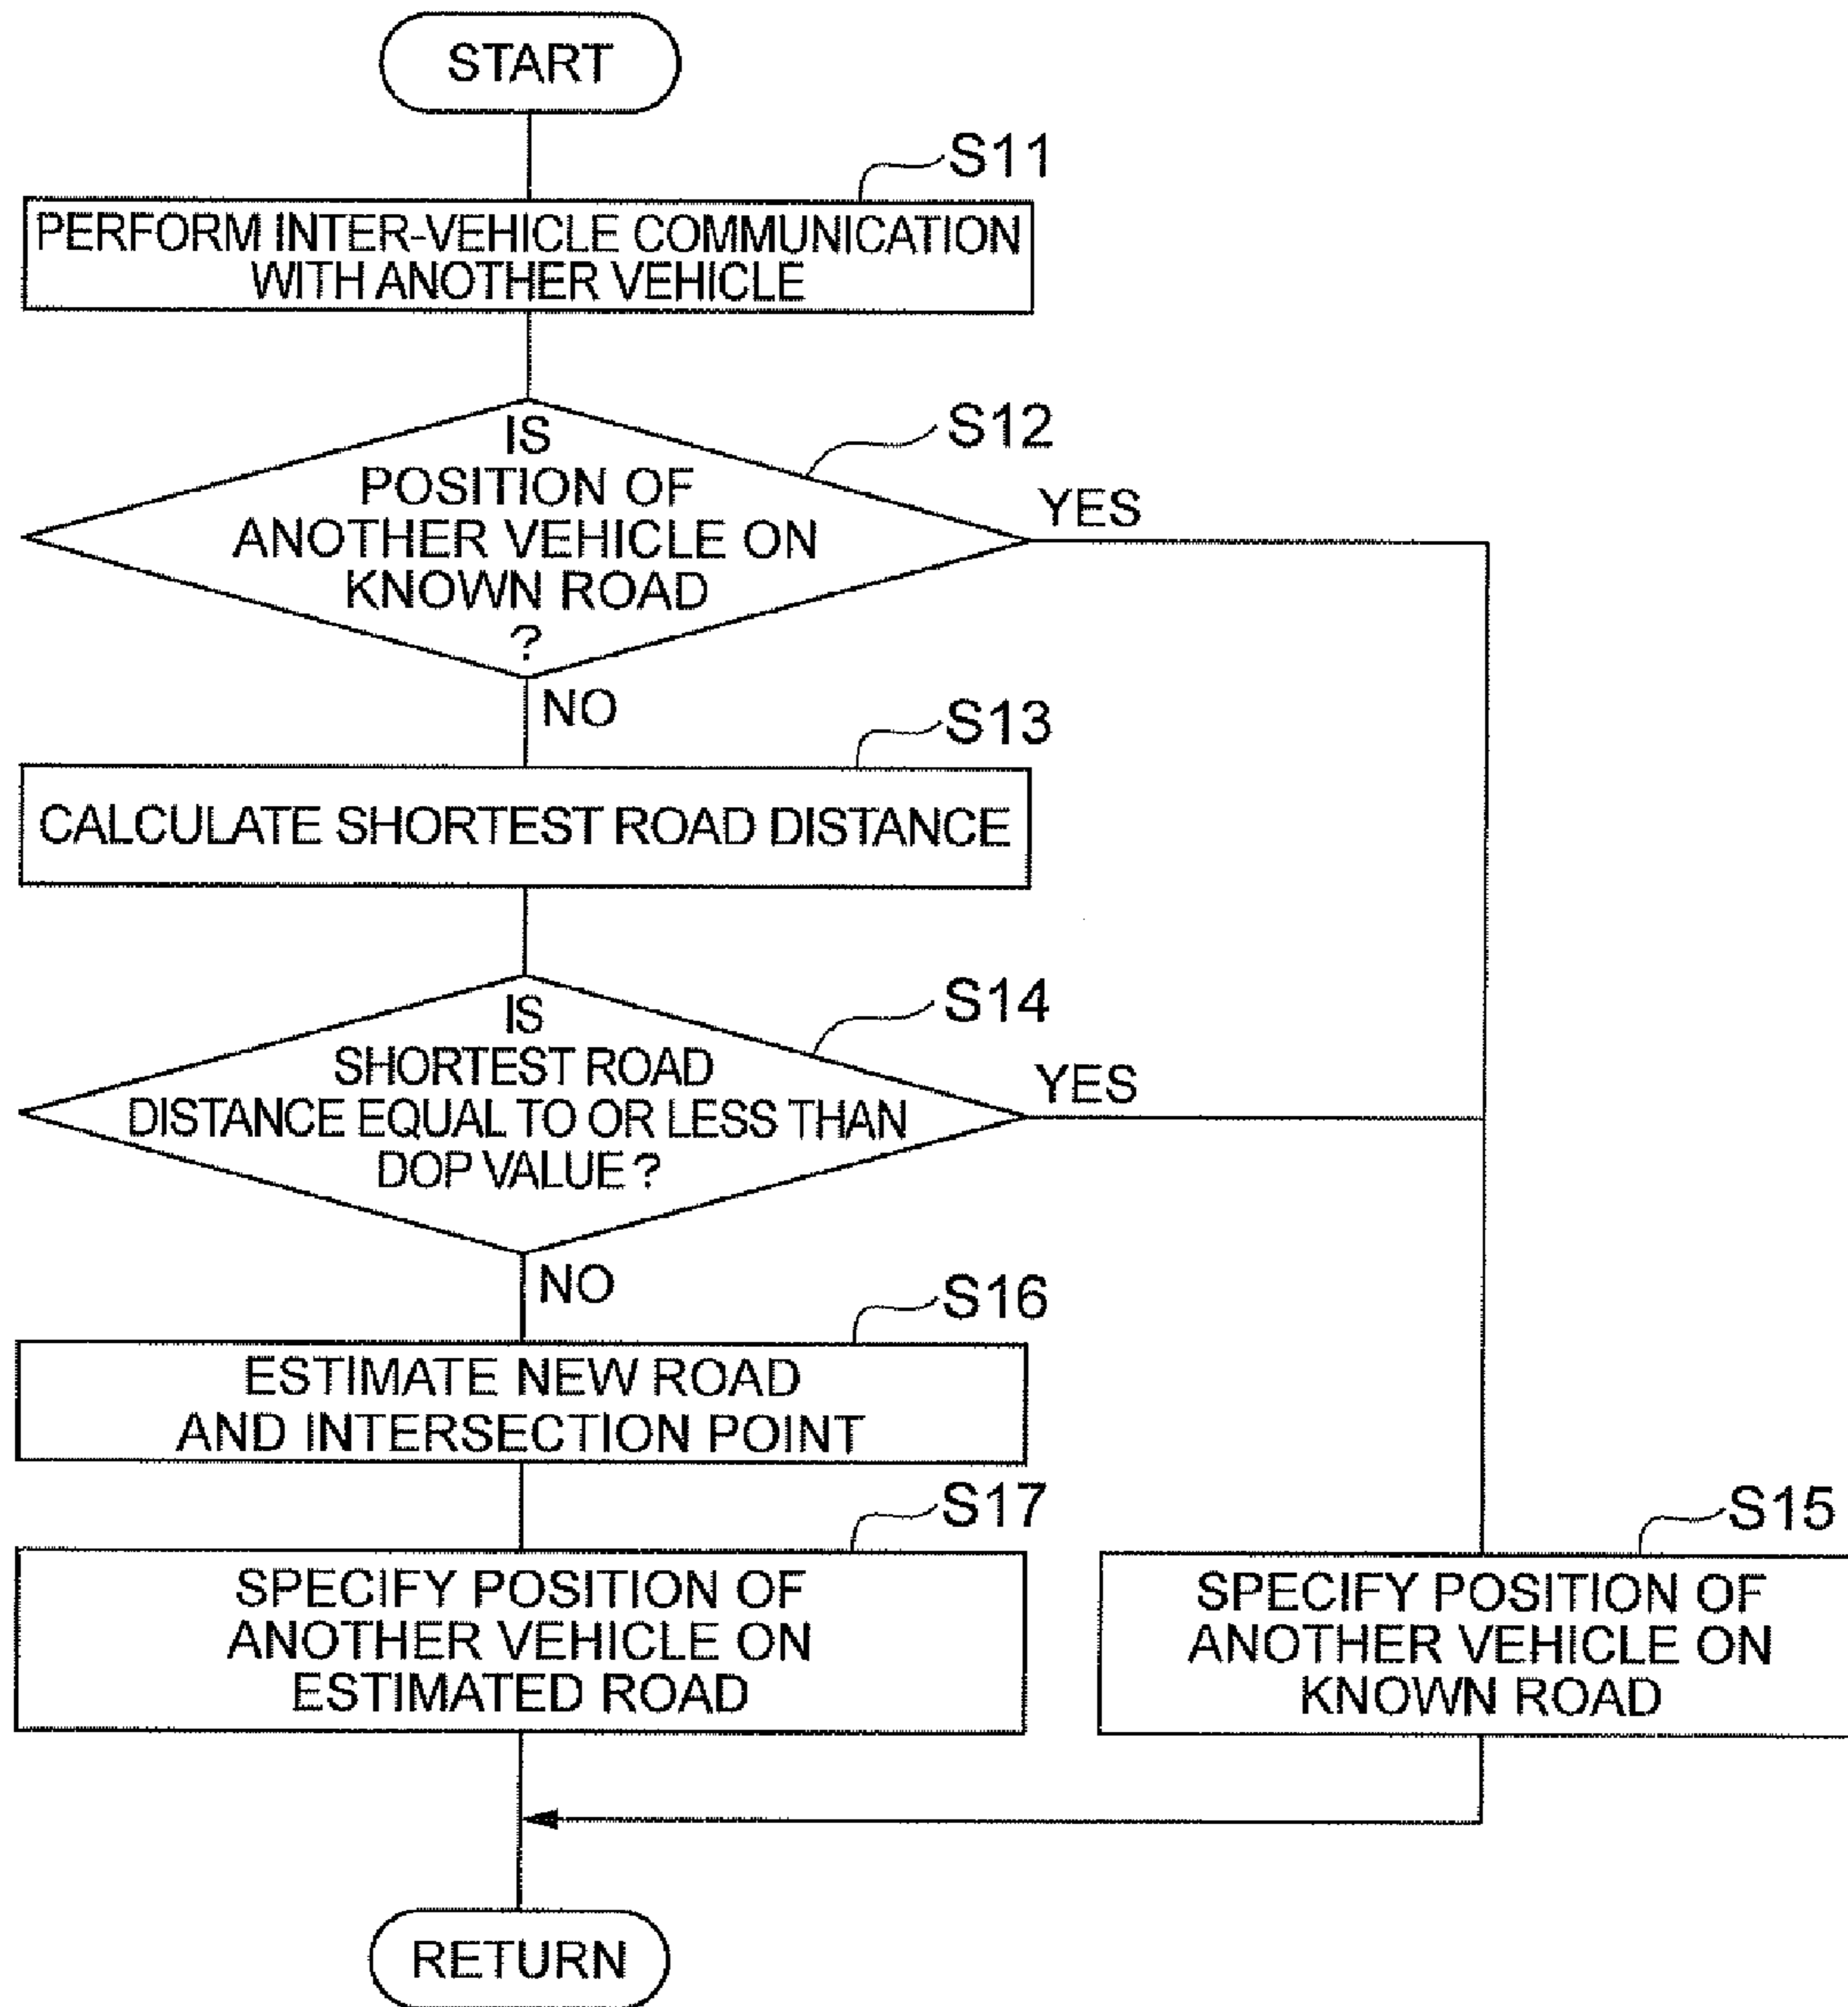 START
S11
PERFORM INTER-VEHICLE COMMUNICATION
WITH ANOTHER VEHICLE
S12
IS
POSITION OF
ANOTHER VEHICLE ON
KNOWN ROAD
?
YES
NO
S13
CALCULATE SHORTEST ROAD DISTANCE
S14
IS
SHORTEST ROAD
DISTANCE EQUAL TO OR LESS THAN
DOP VALUE ?
YES
NO
S16
ESTIMATE NEW ROAD
AND INTERSECTION POINT
S17
SPECIFY POSITION OF
ANOTHER VEHICLE ON
ESTIMATED ROAD
S15
SPECIFY POSITION OF
ANOTHER VEHICLE ON
KNOWN ROAD
RETURN